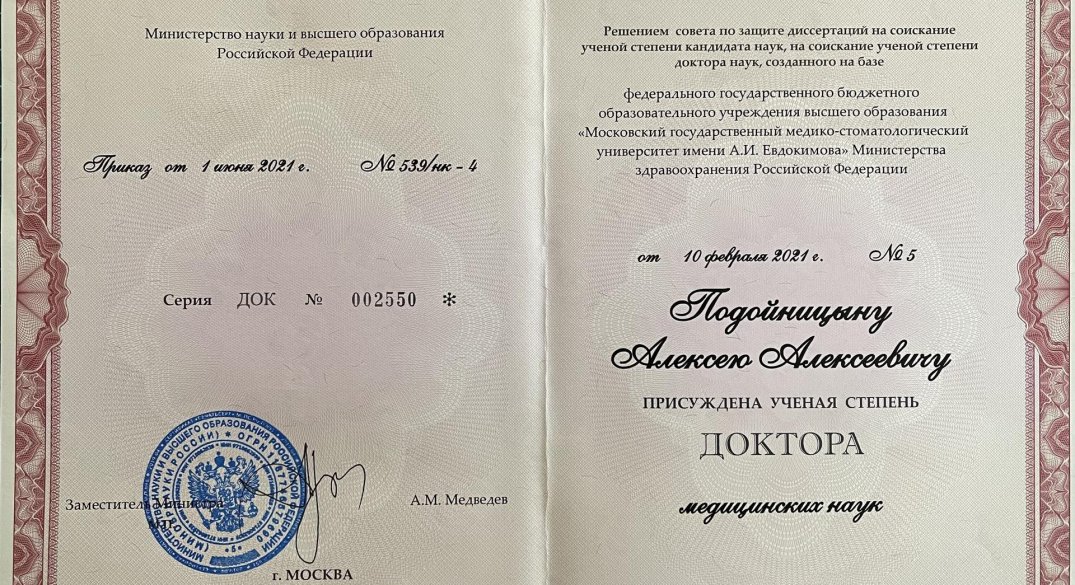 Министерство науки и высшего образования
Российской Федерации
Приказ от 1 июня 2021 г. № 539/нк - 4
Серия ДОК № 002550 *
Заместитель Министра
А.М. Медведев
г. МОСКВА
Решением совета по защите диссертаций на соискание
ученой степени кандидата наук, на соискание ученой степени
доктора наук, созданного на базе
федерального государственного бюджетного
образовательного учреждения высшего образования
«Московский государственный медико-стоматологический
университет имени А.И. Евдокимова» Министерства
здравоохранения Российской Федерации
от 10 февраля 2021 г. № 5
Подойницыну
Алексею Алексеевичу
ПРИСУЖДЕНА УЧЕНАЯ СТЕПЕНЬ
ДОКТОРА
медицинских наук